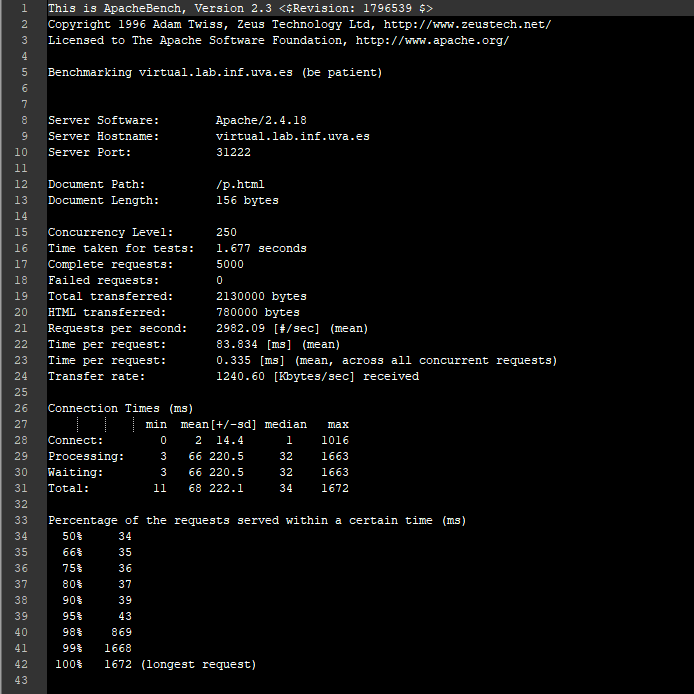 1 This is ApacheBench, Version 2.3 <$Revision: 1796539 $>
2 Copyright 1996 Adam Twiss, Zeus Technology Ltd, http://www.zeustech.net/
3 Licensed to The Apache Software Foundation, http://www.apache.org/
4
5 Benchmarking virtual.lab.inf.uva.es (be patient)
6
7
8 Server Software: Apache/2.4.18
9 Server Hostname: virtual.lab.inf.uva.es
10 Server Port: 31222
11
12 Document Path: /p.html
13 Document Length: 156 bytes
14
15 Concurrency Level: 250
16 Time taken for tests: 1.677 seconds
17 Complete requests: 5000
18 Failed requests: 0
19 Total transferred: 2130000 bytes
20 HTML transferred: 780000 bytes
21 Requests per second: 2982.09 [#/sec] (mean)
22 Time per request: 83.834 [ms] (mean)
23 Time per request: 0.335 [ms] (mean, across all concurrent requests)
24 Transfer rate: 1240.60 [Kbytes/sec] received
25
26 Connection Times (ms)
27 min mean[+/-sd] median max
28 Connect: 0 2 14.4 1 1016
29 Processing: 3 66 220.5 32 1663
30 Waiting: 3 66 220.5 32 1663
31 Total: 11 68 222.1 34 1672
32
33 Percentage of the requests served within a certain time (ms)
34 50% 34
35 66% 35
36 75% 36
37 80% 37
38 90% 39
39 95% 43
40 98% 869
41 99% 1668
42 100% 1672 (longest request)
43